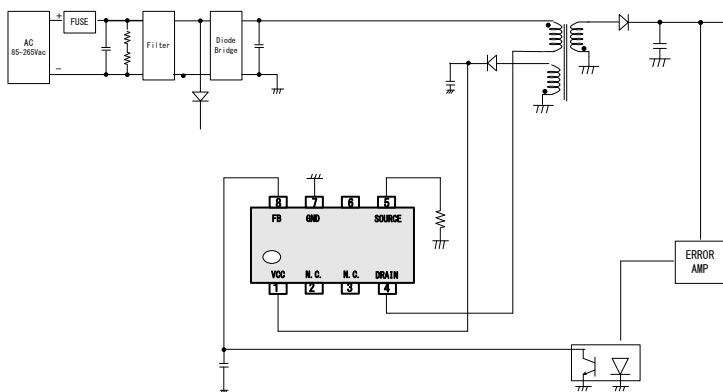 AC
85-265Vac
+
−
FUSE
Filter
Diode
Bridge
8
7
6
5
FB
GND
SOURCE
VCC
N.C.
N.C.
DRAIN
1
2
3
4
ERROR
AMP